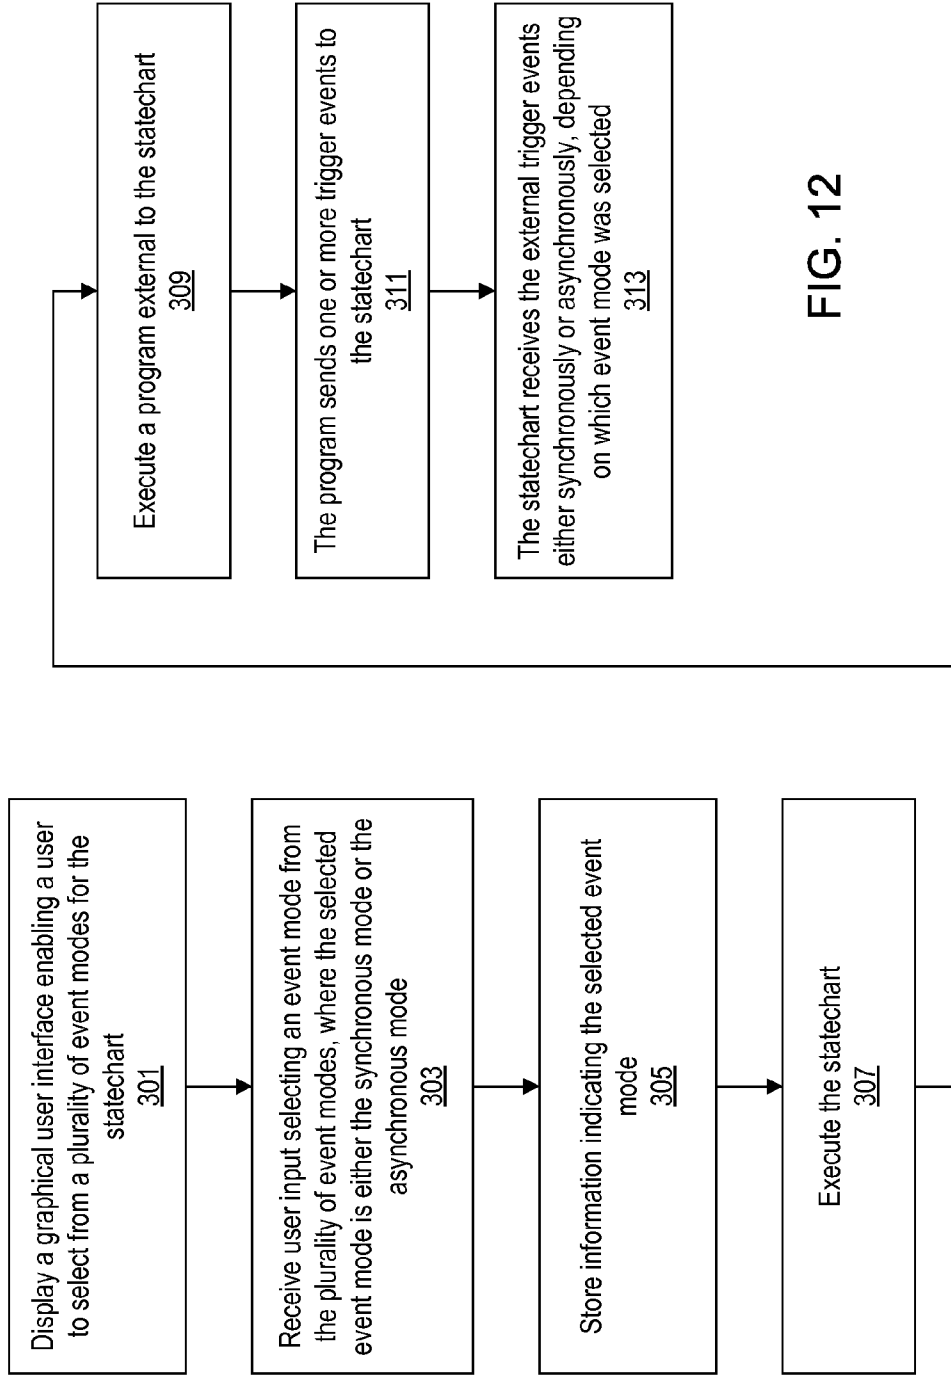 Display a graphical user interface enabling a user
to select from a plurality of event modes for the
statechart
301
Receive user input selecting an event mode from
the plurality of event modes, where the selected
event mode is either the synchronous mode or the
asynchronous mode
303
Store information indicating the selected event
mode
305
Execute the statechart
307
Execute a program external to the statechart
309
The program sends one or more trigger events to
the statechart
311
The statechart receives the external trigger events
either synchronously or asynchronously, depending
on which event mode was selected
313
FIG. 12